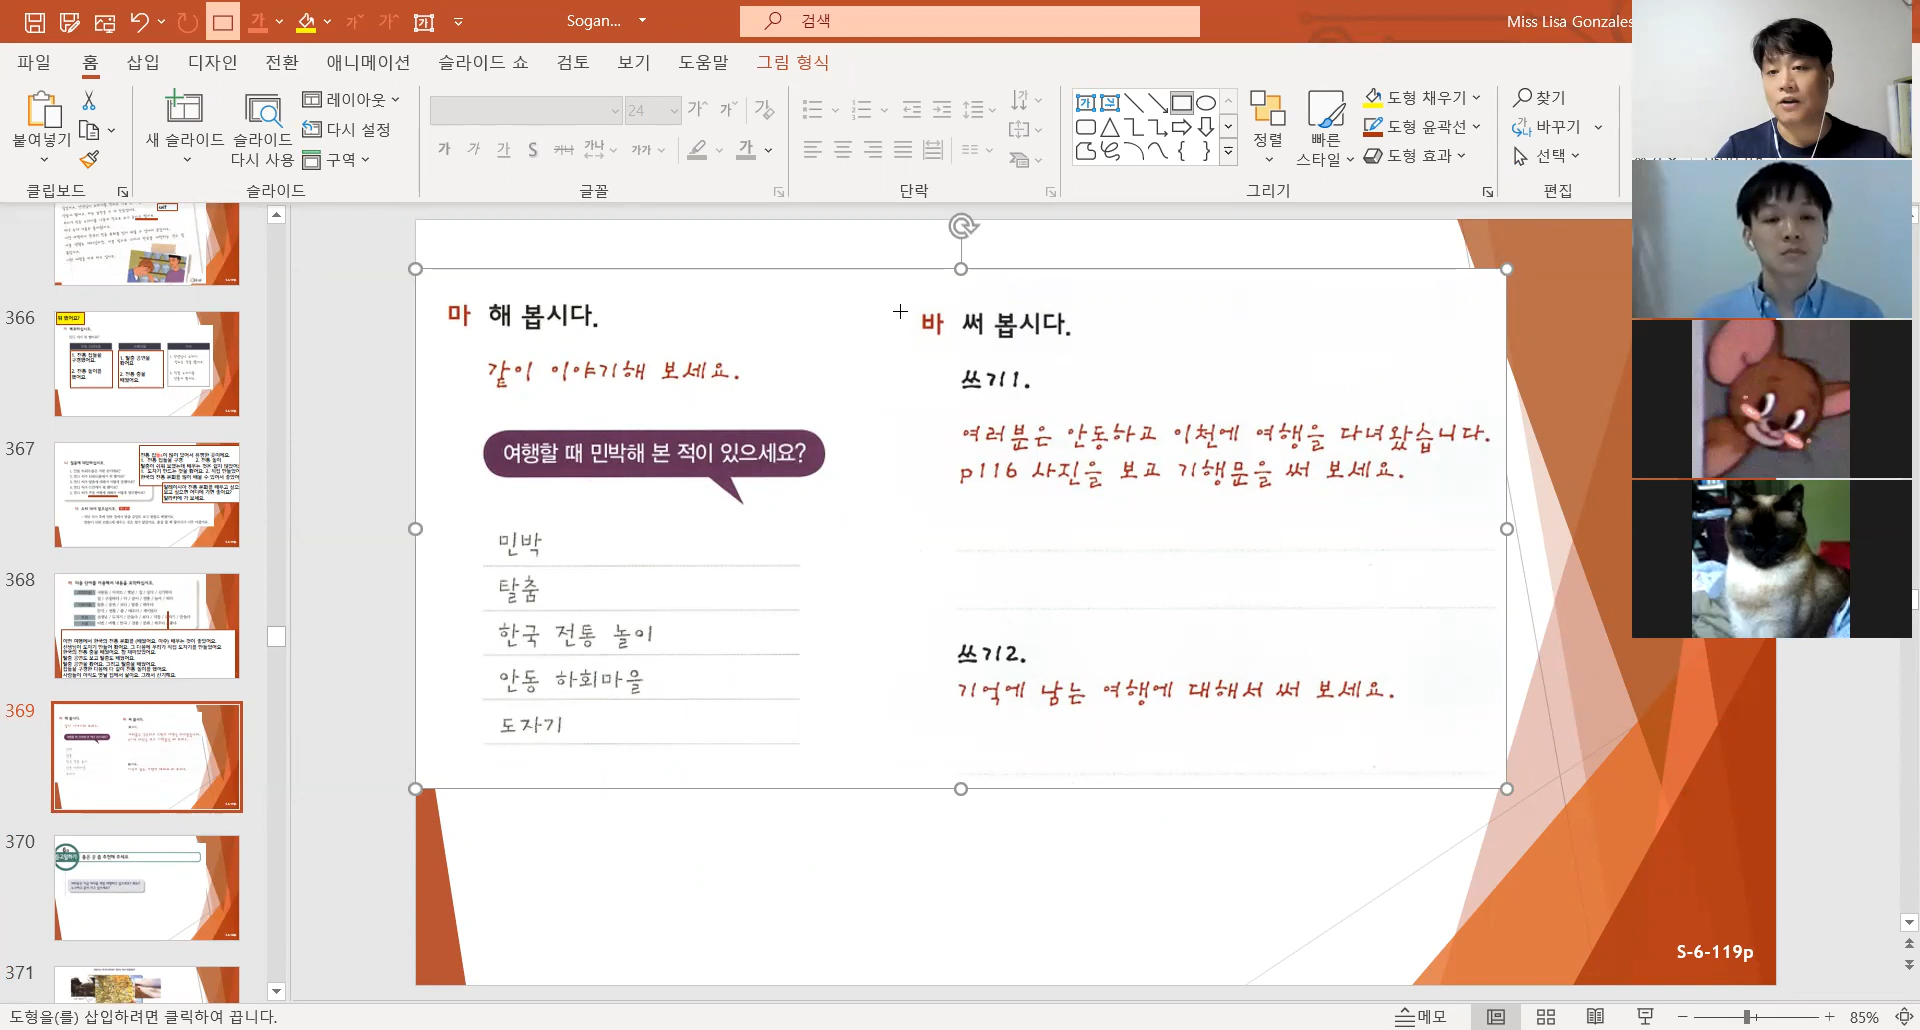 Sogan...
검색
Miss Lisa Gonzales
파일 홈 삽입 디자인 전환 애니메이션 슬라이드 쇼 검토 보기 도움말 그림 형식
붙여넣기
새 슬라이드
슬라이드 다시 사용
레이아웃
다시 설정
구역
24
정렬
빠른 스타일
도형 채우기
도형 윤곽선
도형 효과
찾기
바꾸기
선택
클립보드 슬라이드 글꼴 단락 그리기 편집
366
367
368
369
370
371
마 해 봅시다.
같이 이야기해 보세요.
여행할 때 민박해 본 적이 있으세요?
민박
탈춤
한국 전통 놀이
안동 하회마을
도자기
바 써 봅시다.
쓰기1.
여러분은 안동하고 이천에 여행을 다녀왔습니다.
p116 사진을 보고 기행문을 써 보세요.
쓰기2.
기억에 남는 여행에 대해서 써 보세요.
S-6-119p
도형을(를) 삽입하려면 클릭하여 끕니다.
메모
85%